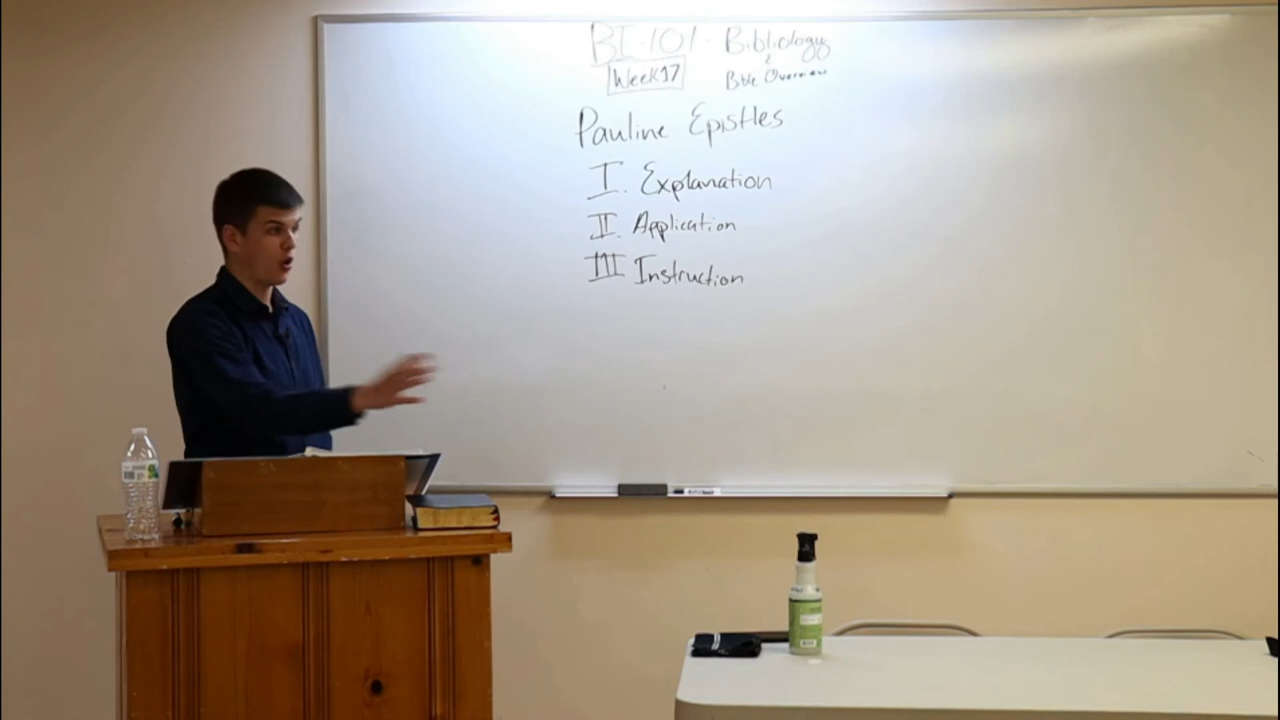 BI 101 - Bibliology
&
Week 17 Bible Overview
Pauline Epistles
I. Explanation
II. Application
III Instruction